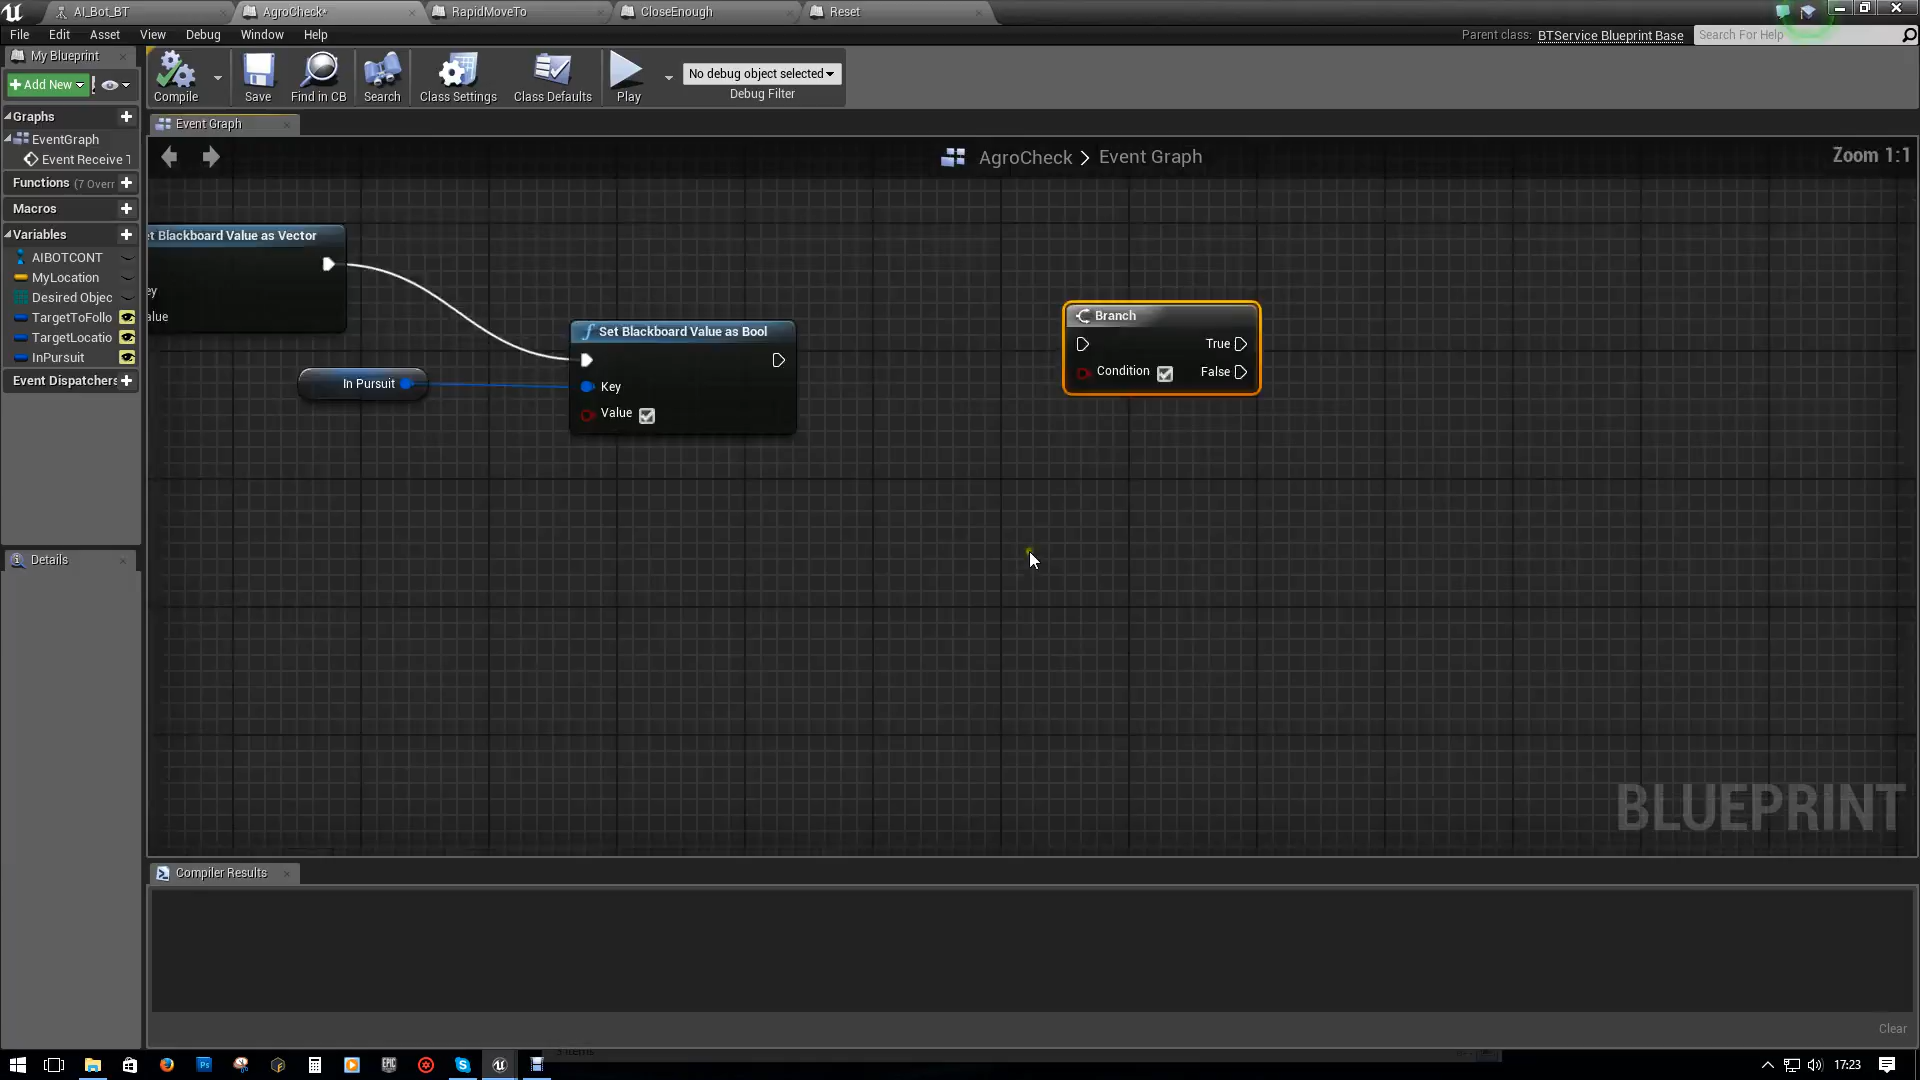 AI_Bot_BT
AgroCheck*
RapidMoveTo
CloseEnough
Reset
File Edit Asset View Debug Window Help
Parent class: BTService Blueprint Base
Search For Help
My Blueprint
Add New
Compile
Save
Find in CB
Search
Class Settings
Class Defaults
Play
No debug object selected
Debug Filter
Graphs
EventGraph
Event Receive T
Functions (7 Overr
Macros
Variables
AIBOTCONT
MyLocation
Desired Objec
TargetToFollo
TargetLocatio
InPursuit
Event Dispatchers
Details
Event Graph
AgroCheck > Event Graph
Zoom 1:1
t Blackboard Value as Vector
ey
alue
In Pursuit
Set Blackboard Value as Bool
Key
Value
Branch
True
Condition
False
BLUEPRINT
Compiler Results
Clear
17:23